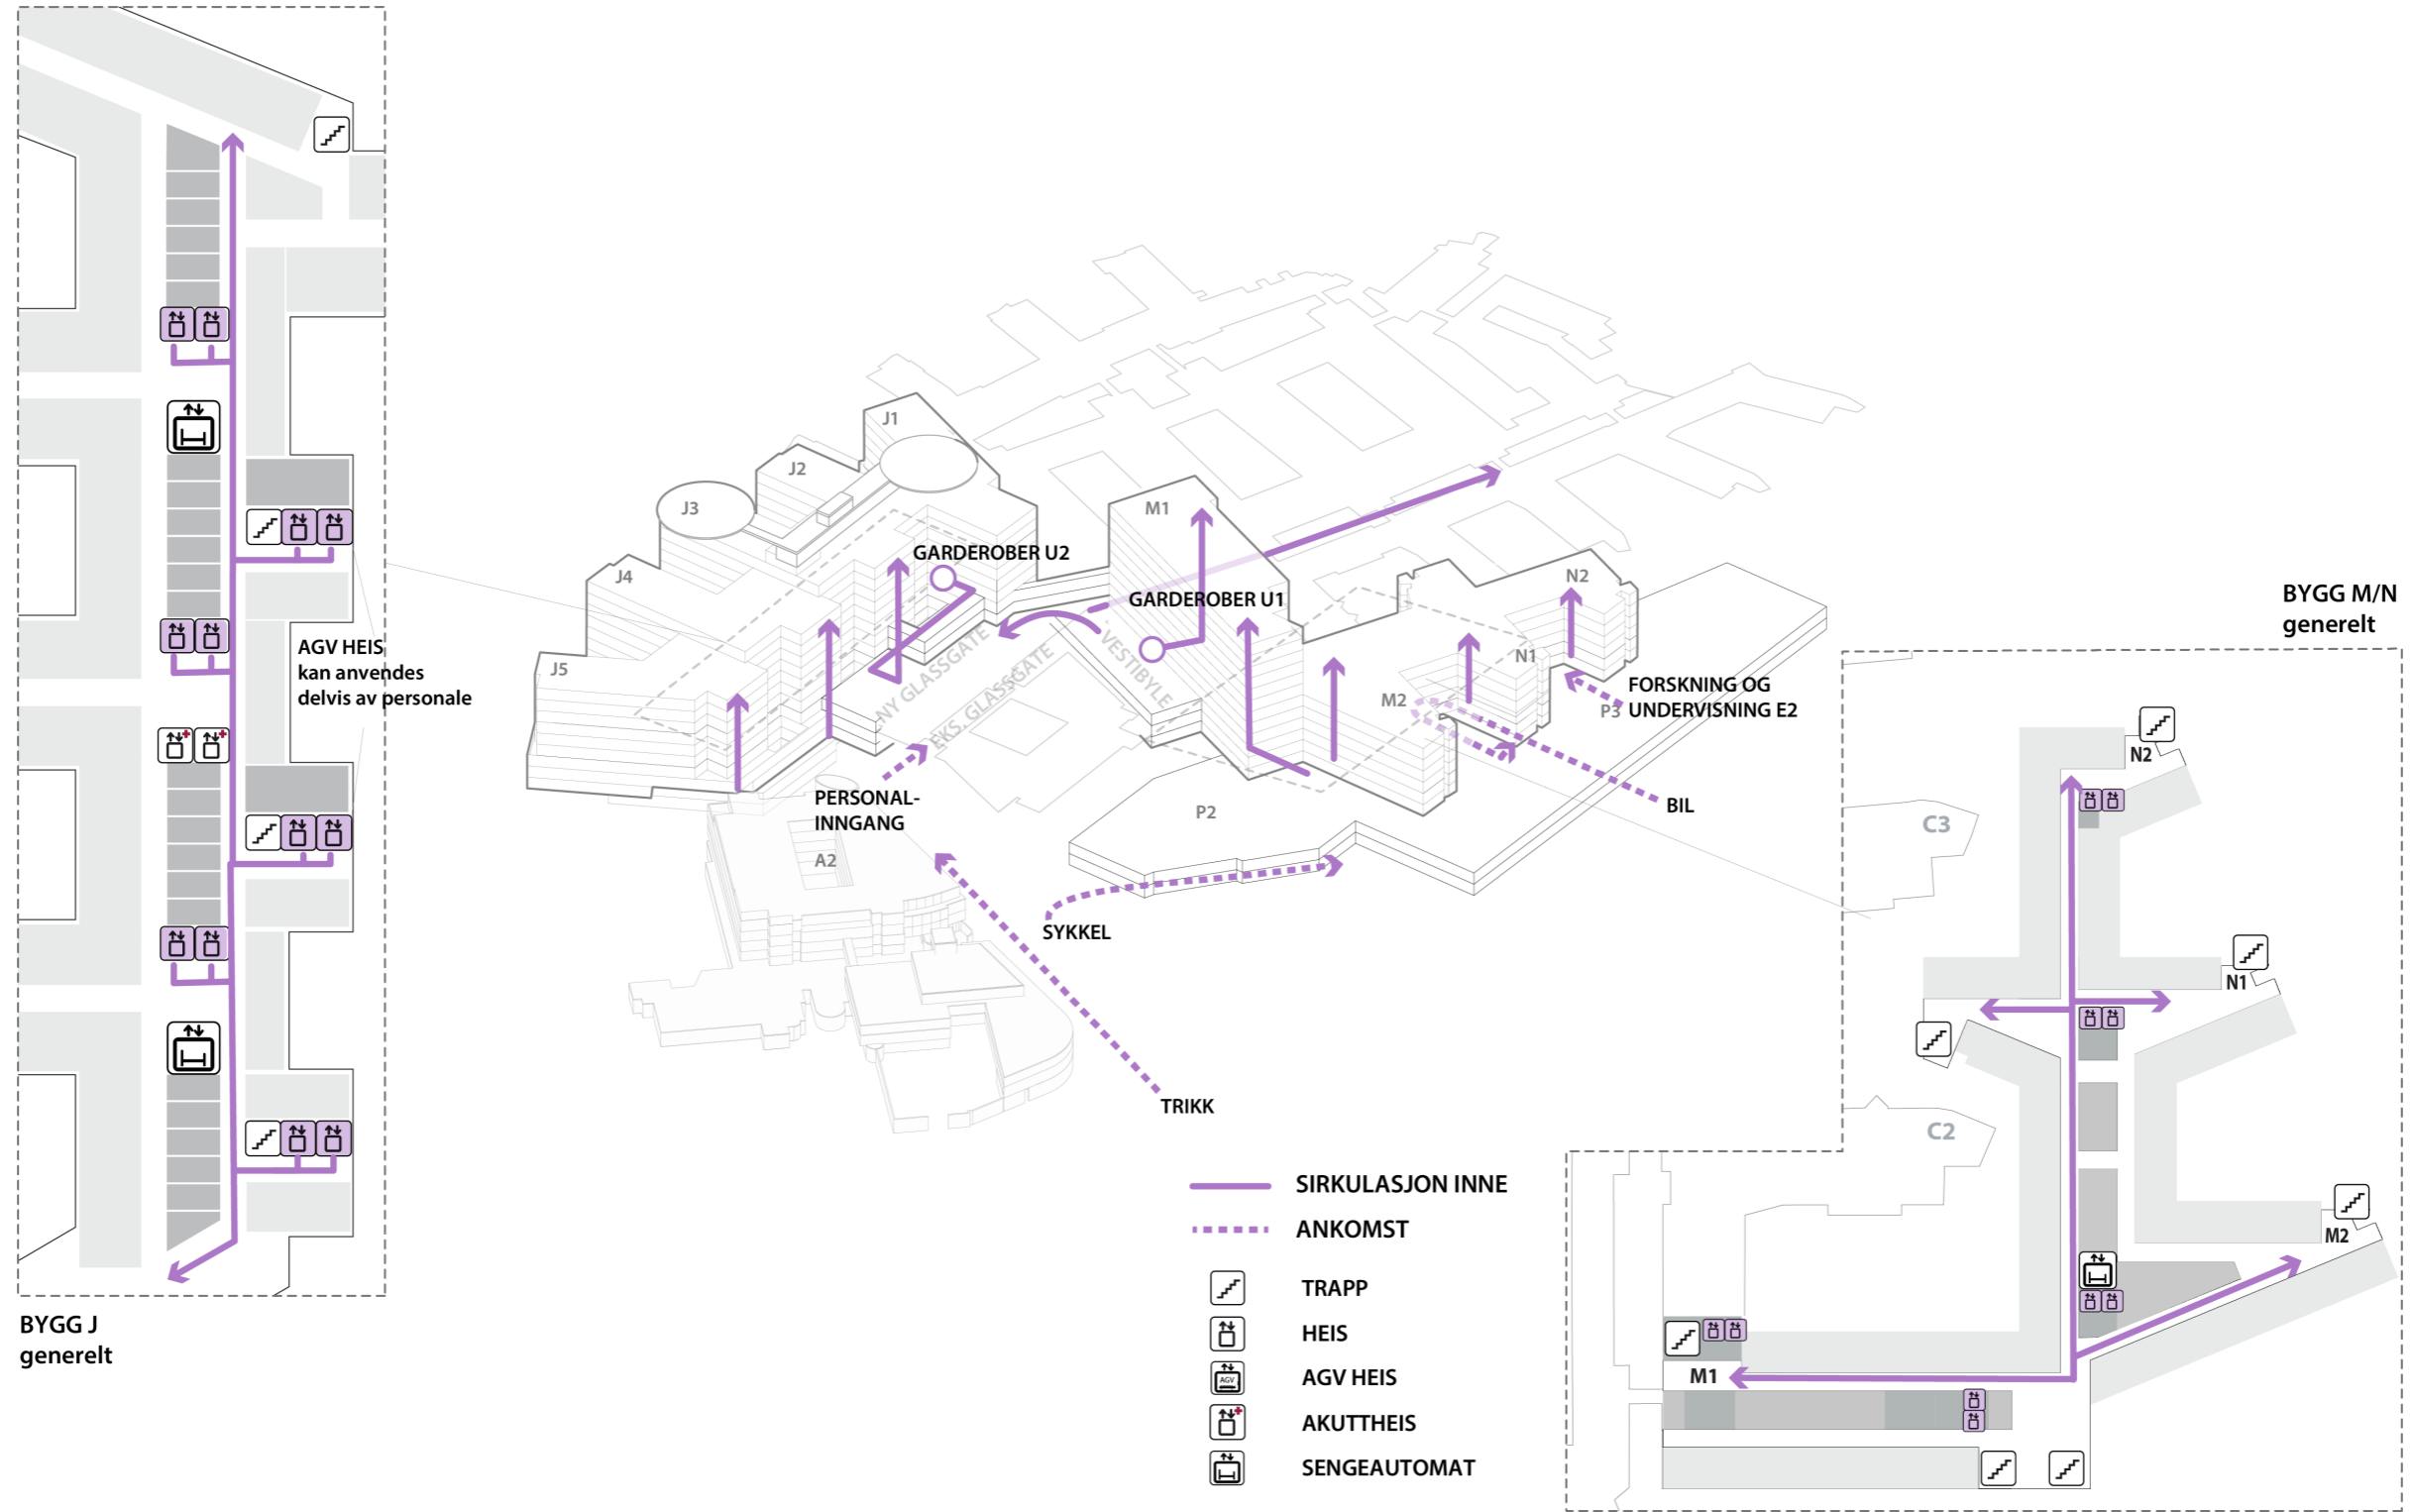 AGV HEIS
kan anvendes
delvis av personale
BYGG J
generelt
J1
J2
J3
J4
J5
GARDEROBER U2
M1
GARDEROBER U1
N2
N1
M2
NY GLASSGATE
EKS. GLASSGATE
VESTIBYLE
FORSKNING OG
P3 UNDERVISNING E2
PERSONAL-
INNGANG
P2
BIL
A2
SYKKEL
TRIKK
SIRKULASJON INNE
ANKOMST
TRAPP
HEIS
AGV
AGV HEIS
AKUTTHEIS
SENGEAUTOMAT
BYGG M/N
generelt
N2
C3
N1
C2
M2
M1